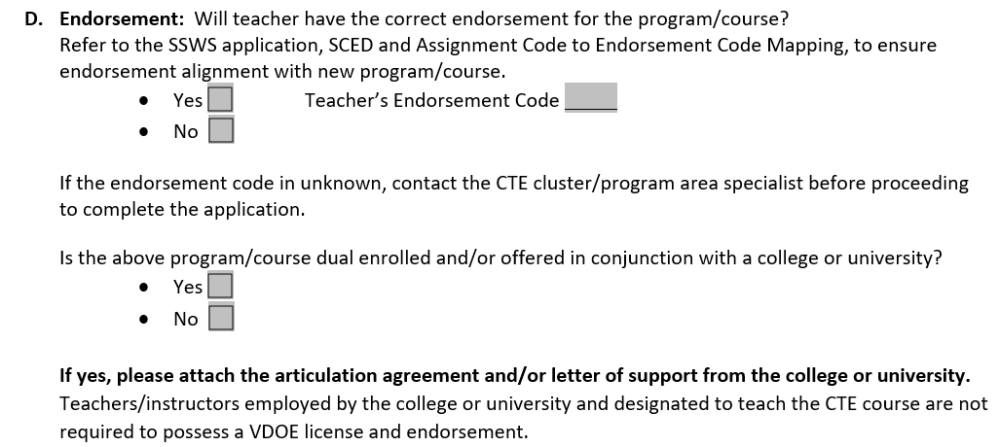 D. Endorsement: Will teacher have the correct endorsement for the program/course?
Refer to the SSWS application, SCED and Assignment Code to Endorsement Code Mapping, to ensure
endorsement alignment with new program/course.
• Yes Teacher’s Endorsement Code
• No
If the endorsement code in unknown, contact the CTE cluster/program area specialist before proceeding
to complete the application.
Is the above program/course dual enrolled and/or offered in conjunction with a college or university?
• Yes
• No
If yes, please attach the articulation agreement and/or letter of support from the college or university.
Teachers/instructors employed by the college or university and designated to teach the CTE course are not
required to possess a VDOE license and endorsement.